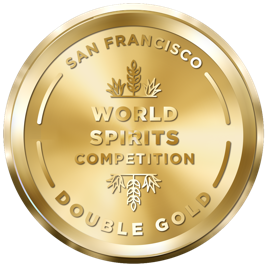 SAN FRANCISCO
WORLD
SPIRITS
COMPETITION
DOUBLE GOLD